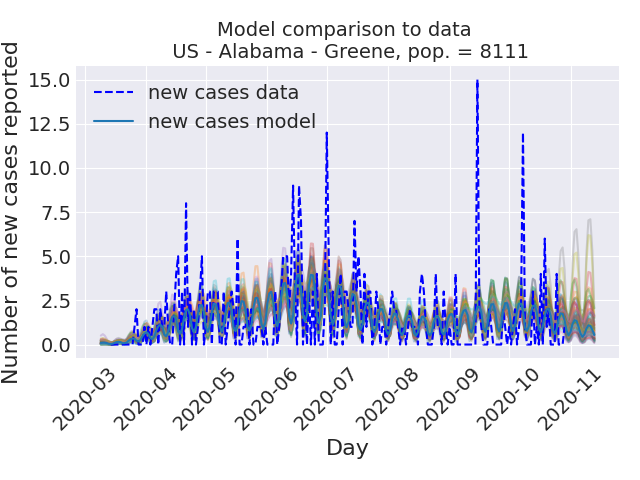 Model comparison to data
US - Alabama - Greene, pop. = 8111
Number of new cases reported
15.0
12.5
10.0
7.5
5.0
2.5
0.0
new cases data
new cases model
2020-03
2020-04
2020-05
2020-06
2020-07
2020-08
2020-09
2020-10
2020-11
Day